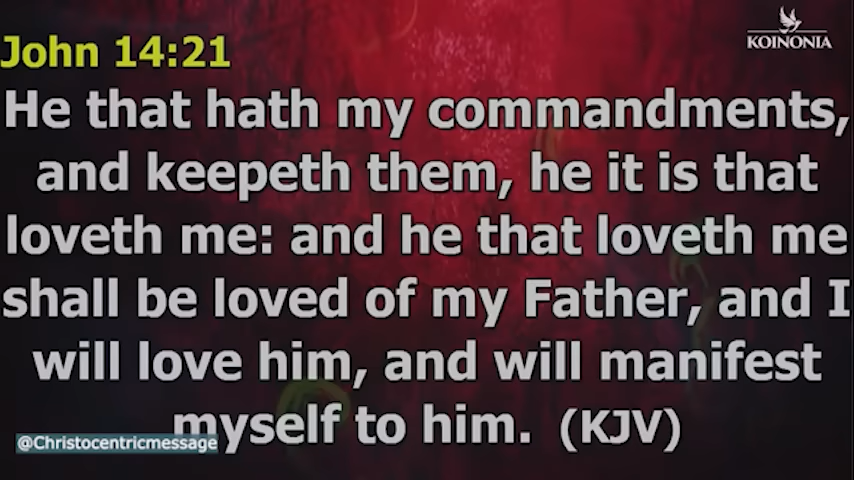 KOINONIA
John 14:21
He that hath my commandments,
and keepeth them, he it is that
loveth me: and he that loveth me
shall be loved of my Father, and I
will love him, and will manifest
myself to him. (KJV)
@Christocentricmessage